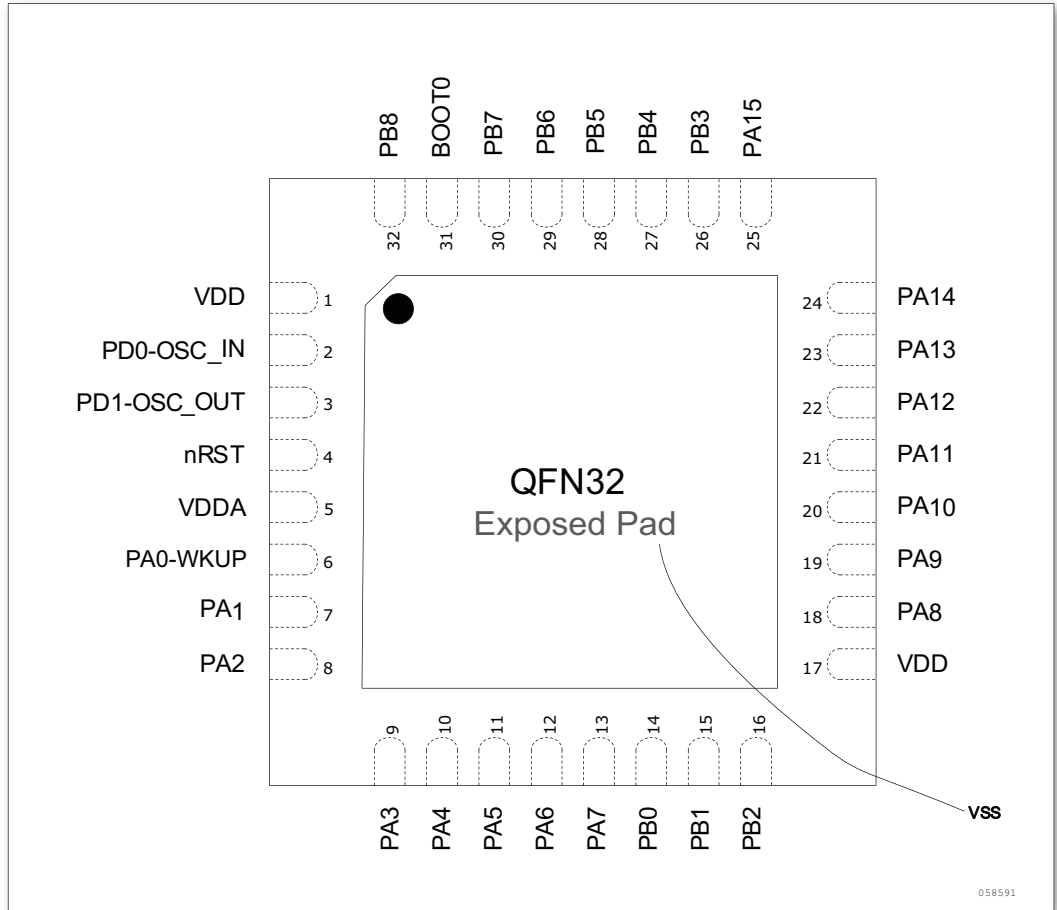 PB8
BOOT0
PB7
PB6
PB5
PB4
PB3
PA15
32
31
30
29
28
27
26
25
VDD 1
PD0-OSC_IN 2
PD1-OSC_OUT 3
nRST 4
VDDA 5
PA0-WKUP 6
PA1 7
PA2 8
QFN32
Exposed Pad
24 PA14
23 PA13
22 PA12
21 PA11
20 PA10
19 PA9
18 PA8
17 VDD
9
10
11
12
13
14
15
16
PA3
PA4
PA5
PA6
PA7
PB0
PB1
PB2
VSS
058591